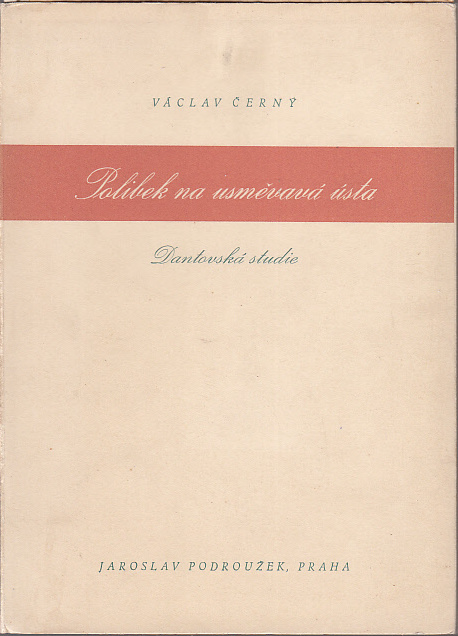 VÁCLAV ČERNÝ
Polibek na usměvavá ústa
Dantovská studie
JAROSLAV PODROUŽEK, PRAHA